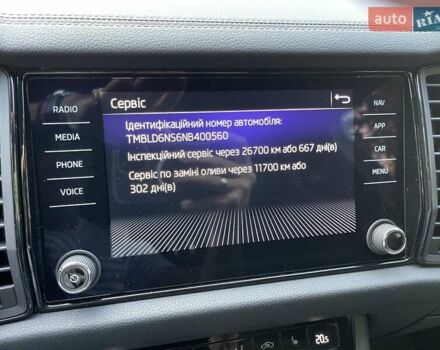 auto RIA
Сервіс
RADIO
MEDIA
PHONE
VOICE
Ідентифікаційний номер автомобіля:
TMBLD6NS6NB400560
Інспекційний сервіс через 26700 км або 667 дні(в)
Сервіс по заміні оливи через 11700 км або
302 дні(в)
NAV
APP
CAR
MENU
20.5